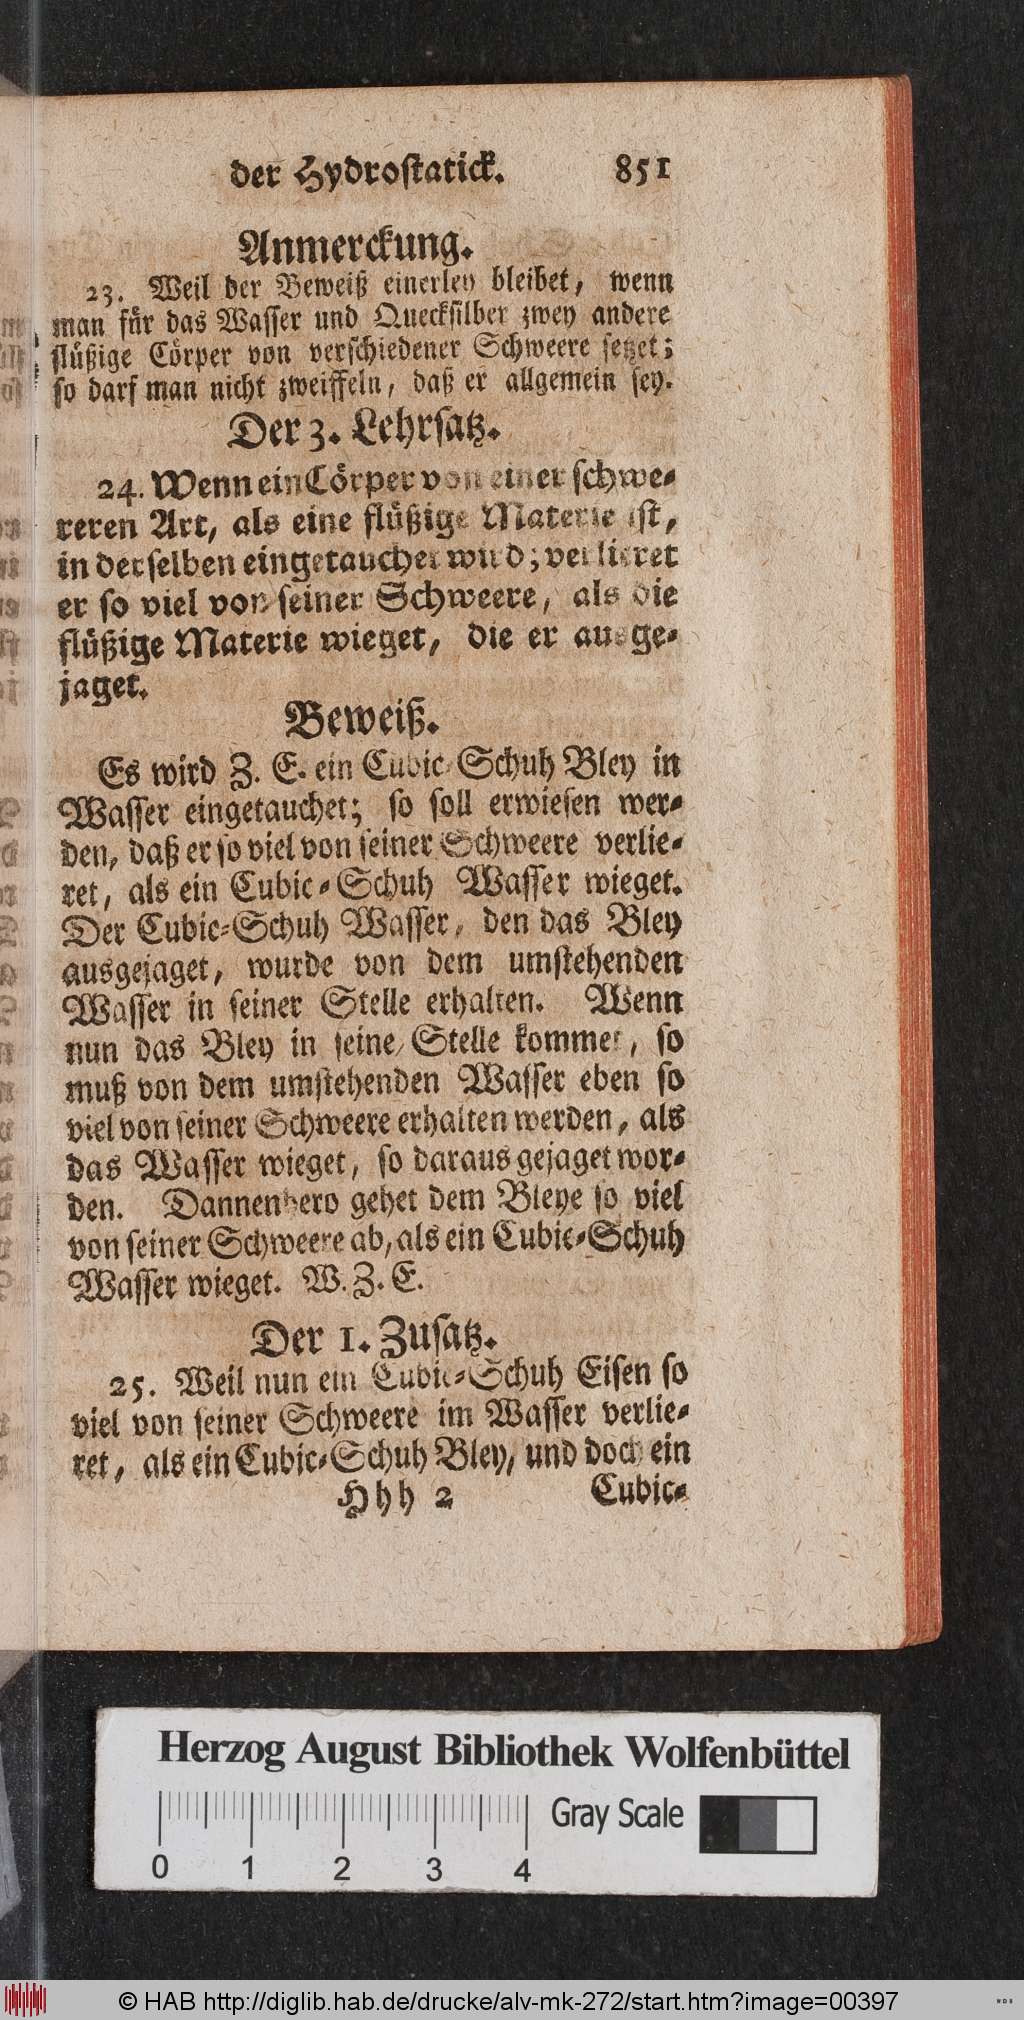 der Hydrostatick. 851
Anmerckung.
23. Weil der Beweiß einerley bleibet, wenn
man für das Wasser und Quecksilber zwey andere
flüßige Cörper von verschiedener Schweere setzet;
so darf man nicht zweiffeln, daß er allgemein sey.
Der 3. Lehrsatz.
24. Wenn ein Cörper von einer schwe-
reren Art, als eine flüßige Materie ist,
in derselben eingetauchet wird; verlieret
er so viel von seiner Schweere, als die
flüßige Materie wieget, die er ausge-
jaget.
Beweiß.
Es wird Z. E. ein Cubic-Schuh Bley in
Wasser eingetauchet; so soll erwiesen wer-
den, daß er so viel von seiner Schweere verlie-
ret, als ein Cubic-Schuh Wasser wieget.
Der Cubic-Schuh Wasser, den das Bley
ausgejaget, wurde von dem umstehenden
Wasser in seiner Stelle erhalten. Wenn
nun das Bley in seine Stelle kommet, so
muß von dem umstehenden Wasser eben so
viel von seiner Schweere erhalten werden, als
das Wasser wieget, so daraus gejaget wor-
den. Dannenhero gehet dem Bleye so viel
von seiner Schweere ab, als ein Cubic-Schuh
Wasser wieget. W. Z. E.
Der 1. Zusatz.
25. Weil nun ein Cubic-Schuh Eisen so
viel von seiner Schweere im Wasser verlie-
ret, als ein Cubic-Schuh Bley, und doch ein
Hhh 2 Cubic-
Herzog August Bibliothek Wolfenbüttel
Gray Scale
0 1 2 3 4
© HAB http://diglib.hab.de/drucke/alv-mk-272/start.htm?image=00397